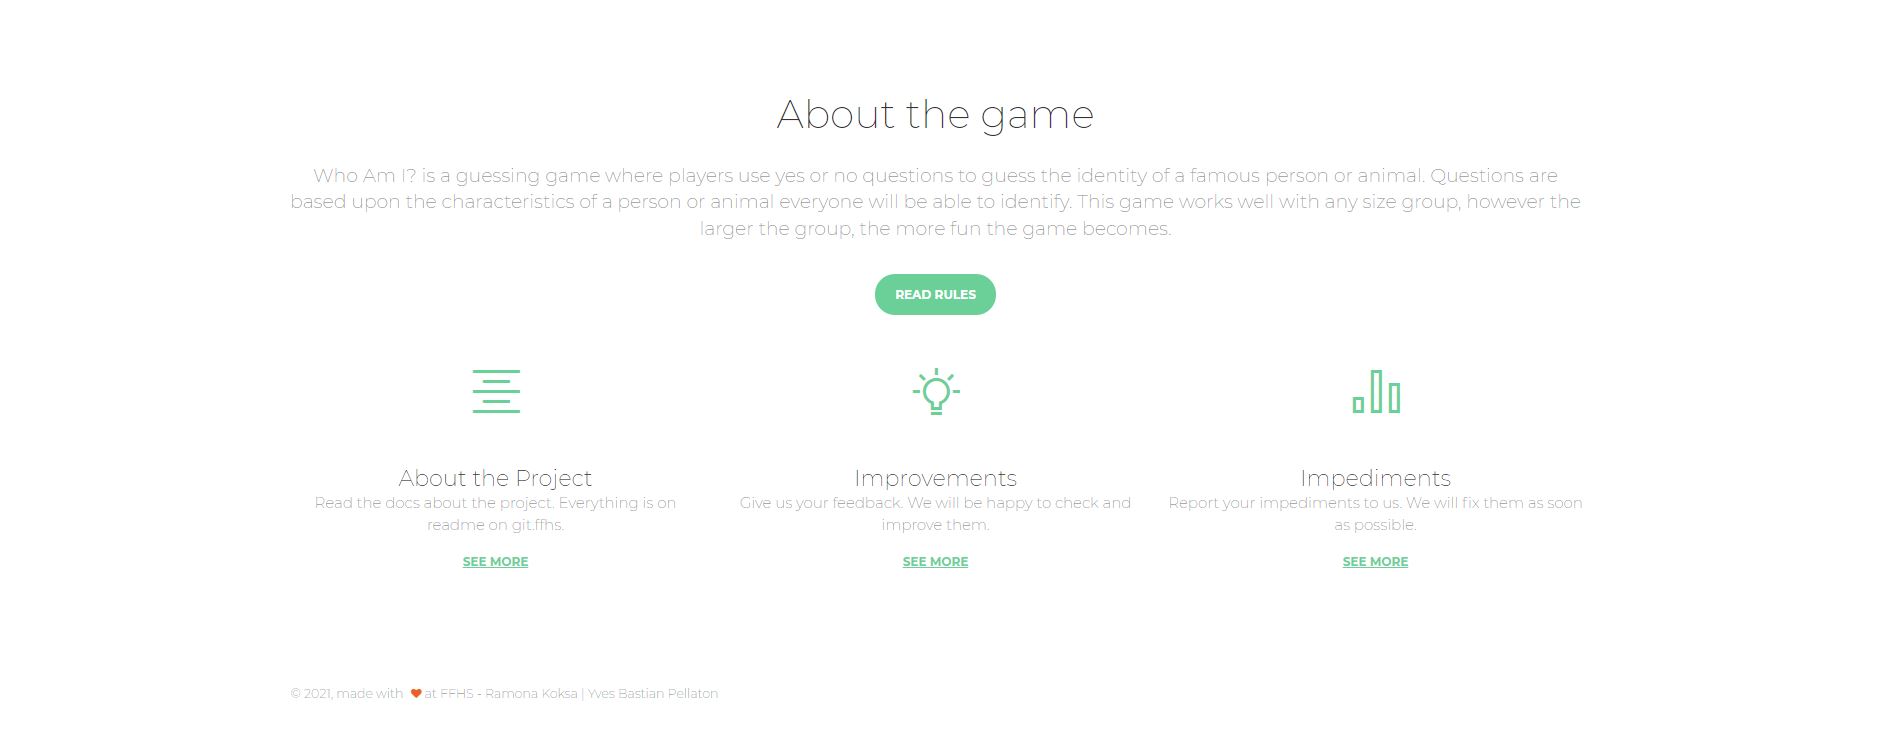 About the game
Who Am I? is a guessing game where players use yes or no questions to guess the identity of a famous person or animal. Questions are
based upon the characteristics of a person or animal everyone will be able to identify. This game works well with any size group, however the
larger the group, the more fun the game becomes.
READ RULES
About the Project
Read the docs about the project. Everything is on
readme on git.ffhs.
SEE MORE
Improvements
Give us your feedback. We will be happy to check and
improve them.
SEE MORE
Impediments
Report your impediments to us. We will fix them as soon
as possible.
SEE MORE
© 2021, made with ♥ at FFHS - Ramona Koksa | Yves Bastian Pellaton